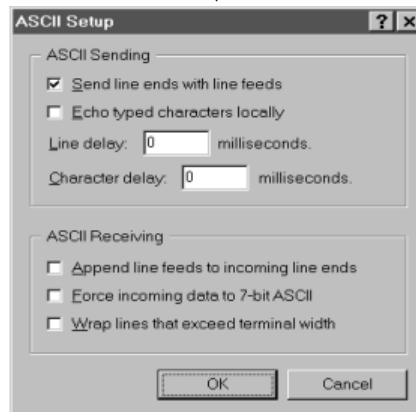 ASCII Setup
ASCII Sending
Send line ends with line feeds
Echo typed characters locally
Line delay: 0 milliseconds.
Character delay: 0 milliseconds.
ASCII Receiving
Append line feeds to incoming line ends
Force incoming data to 7-bit ASCII
Wrap lines that exceed terminal width
OK Cancel